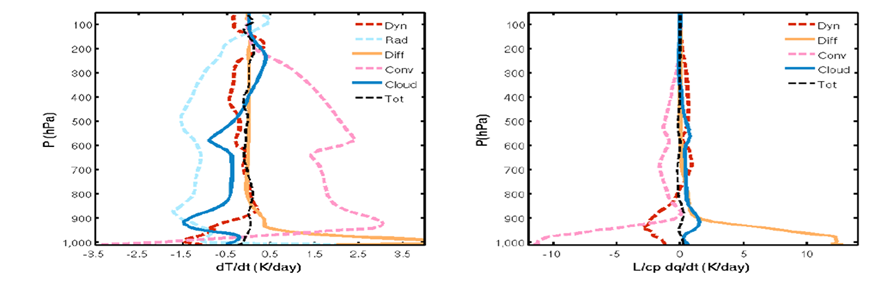 100
200
300
400
500
600
700
800
900
1,000
P (hPa)
-3.5 -2.5 -1.5 -0.5 0.5 1.5 2.5 3.5
dT/dt (K/day)
Dyn
Rad
Diff
Conv
Cloud
Tot
100
200
300
400
500
600
700
800
900
1,000
P(hPa)
-10 -5 0 5 10
L/cp dq/dt (K/day)
Dyn
Diff
Conv
Cloud
Tot